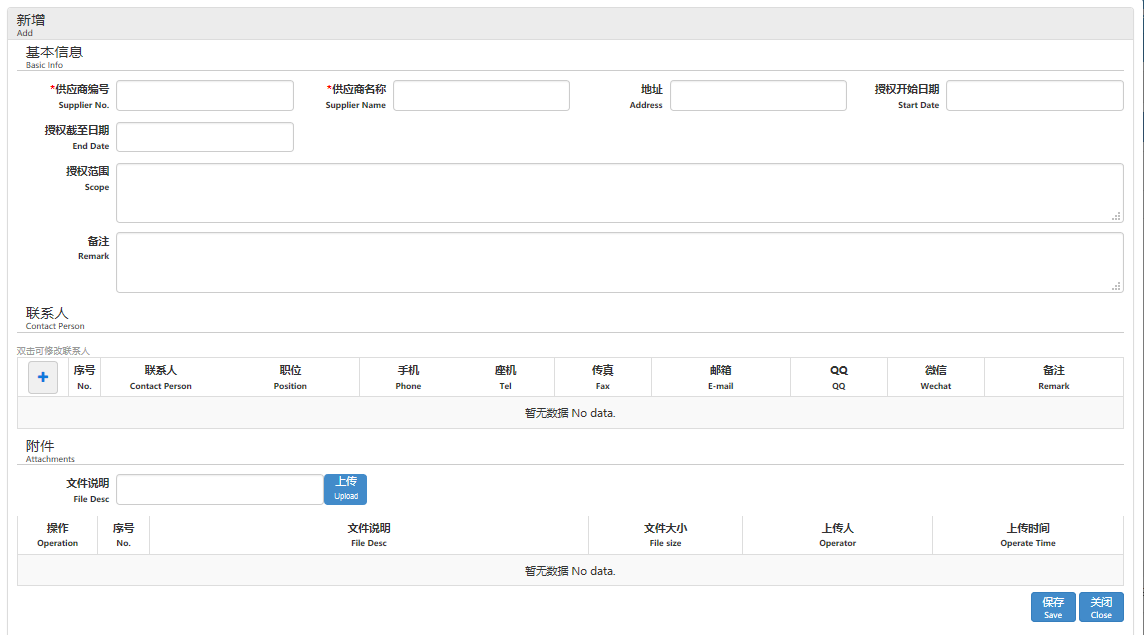 新增
Add
基本信息
Basic Info
*供应商编号
Supplier No.
*供应商名称
Supplier Name
地址
Address
授权开始日期
Start Date
授权截至日期
End Date
授权范围
Scope
备注
Remark
联系人
Contact Person
双击可修改联系人
序号 联系人 职位 手机 座机 传真 邮箱 QQ 微信 备注
No. Contact Person Position Phone Tel Fax E-mail QQ Wechat Remark
暂无数据 No data.
附件
Attachments
文件说明
File Desc
上传
Upload
操作 序号 文件说明 文件大小 上传人 上传时间
Operation No. File Desc File size Operator Operate Time
暂无数据 No data.
保存
Save
关闭
Close